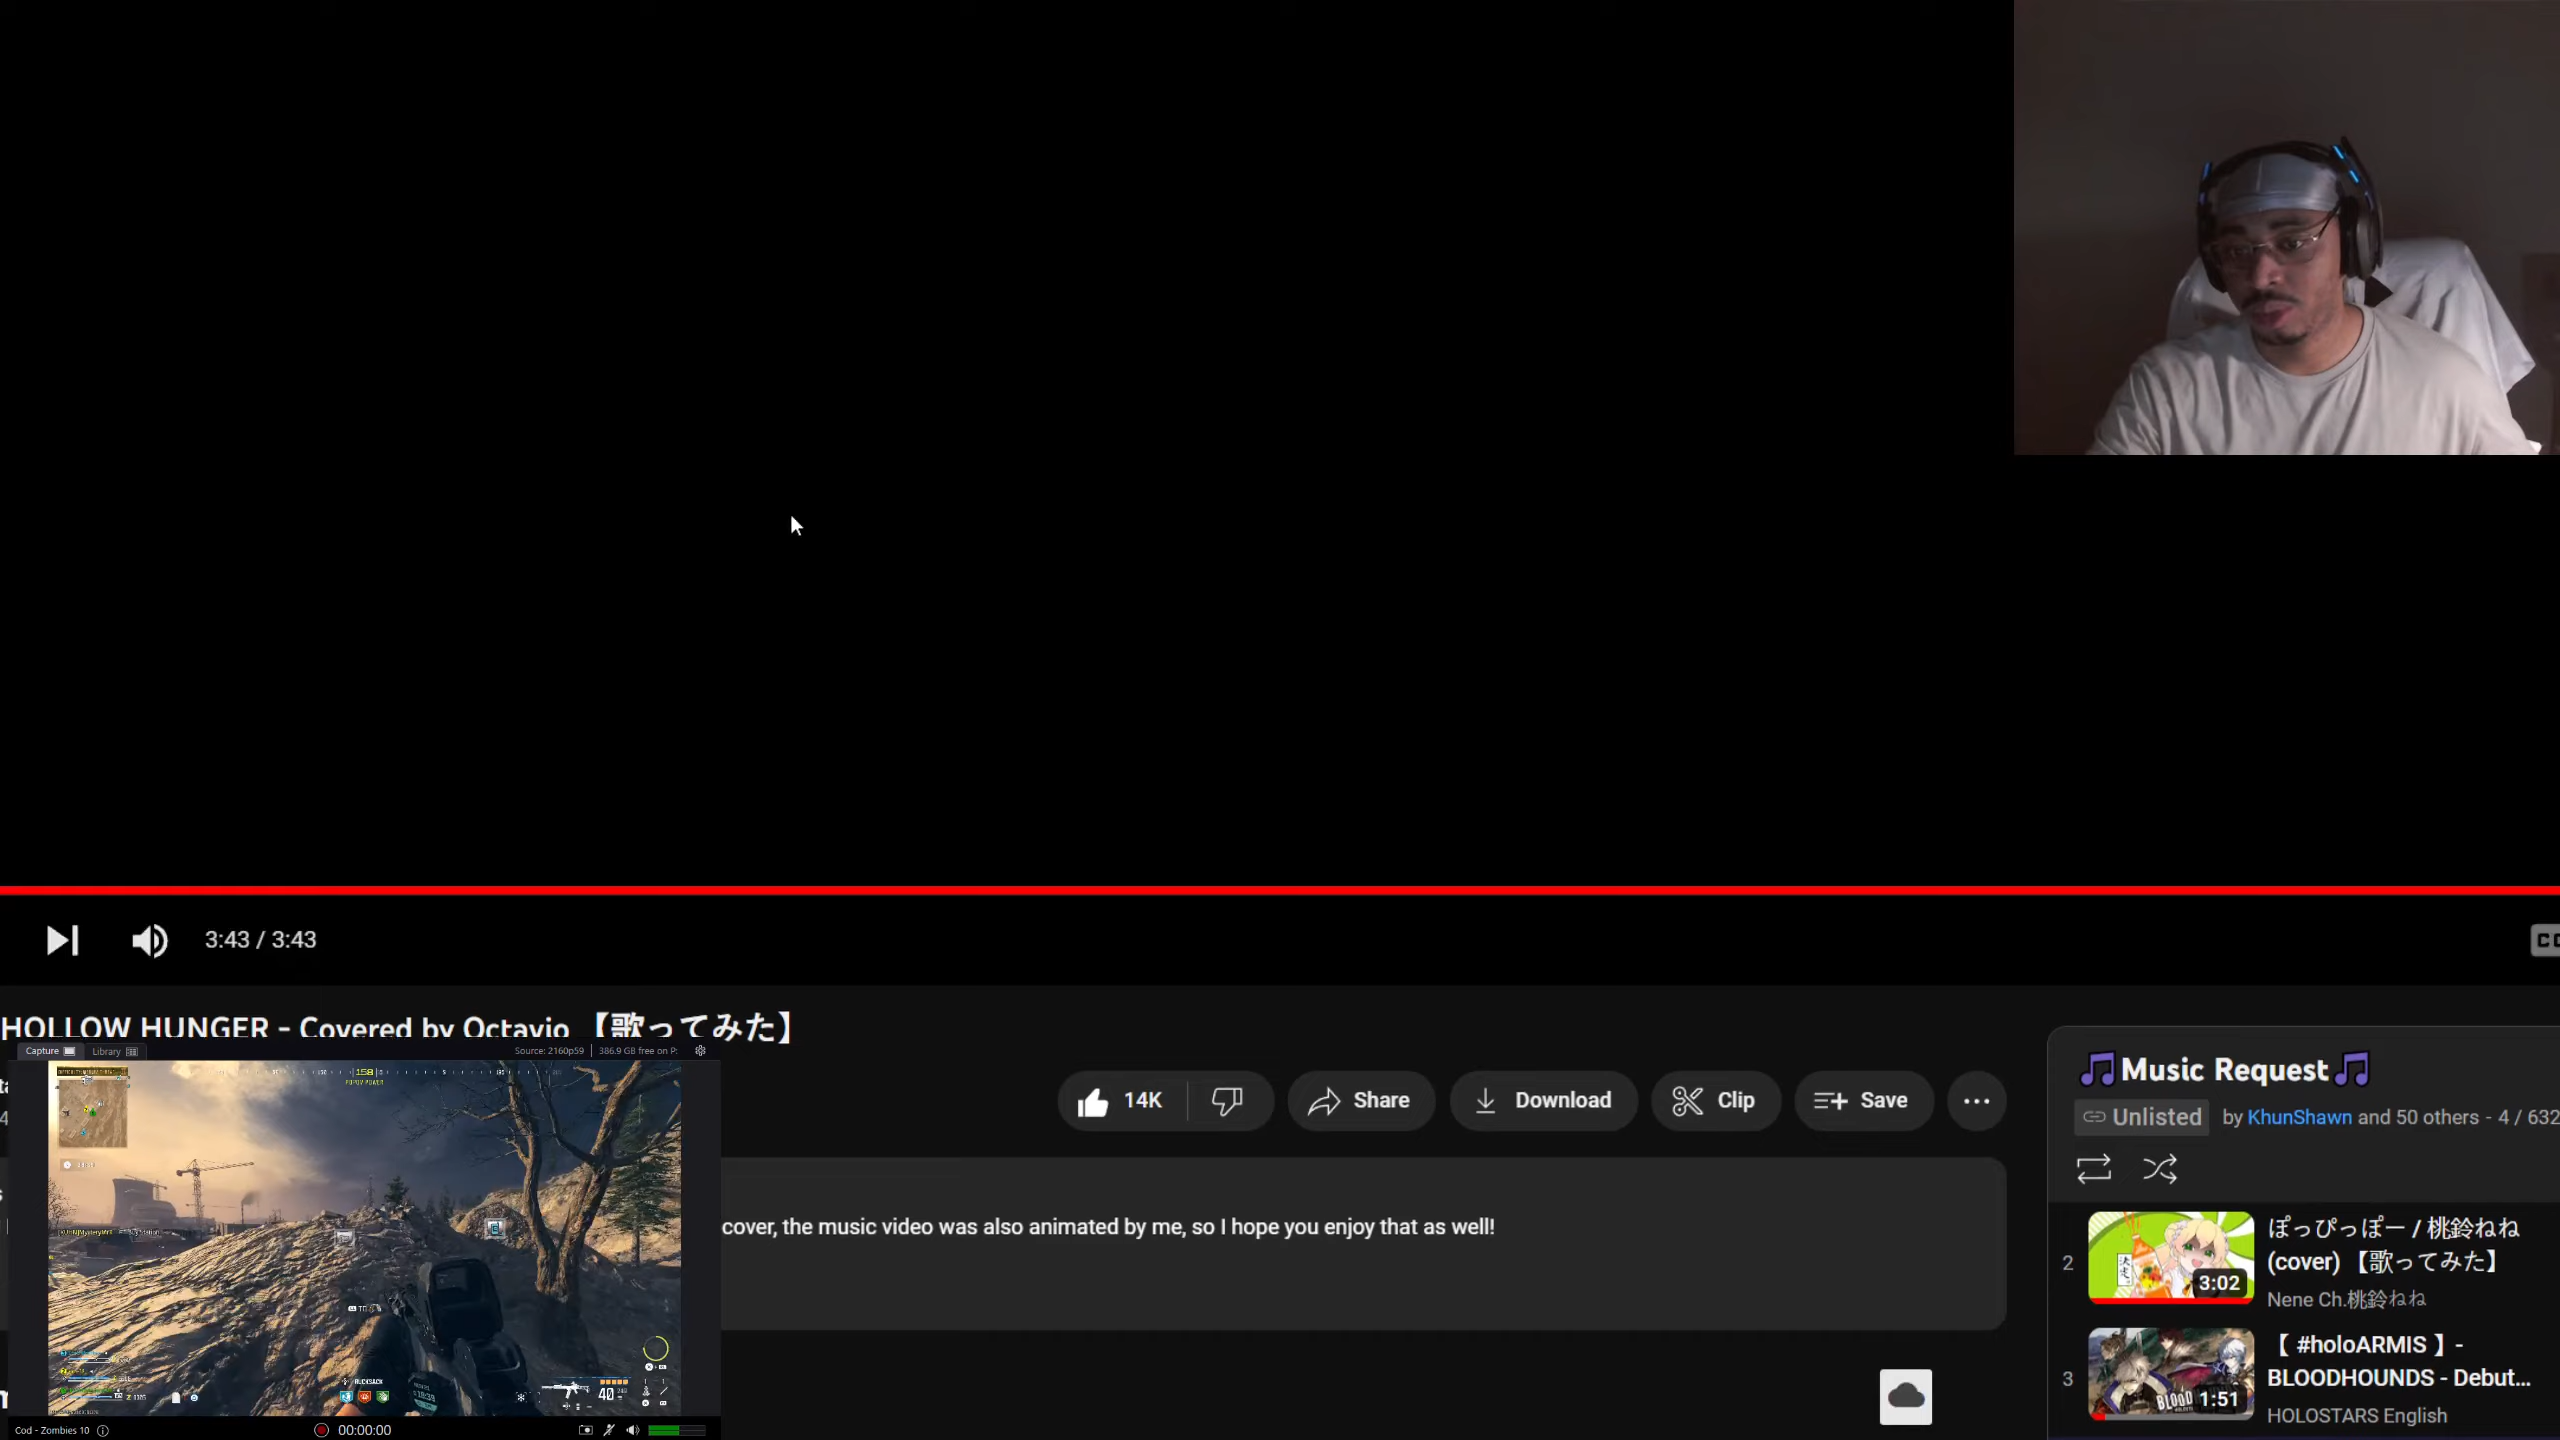 3:43 / 3:43
HOLLOW HUNGER - Covered by Octavio 【歌ってみた】
Capture
Library
Source: 2160p59
386.9 GB free on P:
14K
Share
Download
Clip
Save
cover, the music video was also animated by me, so I hope you enjoy that as well!
158
RUCKSACK
40
Cod - Zombies 10
00:00:00
🎵Music Request🎵
Unlisted
by KhunShawn and 50 others - 4 / 632
2
3:02
ぽっぴっぽー / 桃鈴ねね
(cover) 【歌ってみた】
Nene Ch.桃鈴ねね
3
1:51
【 #holoARMIS 】-
BLOODHOUNDS - Debut...
HOLOSTARS English